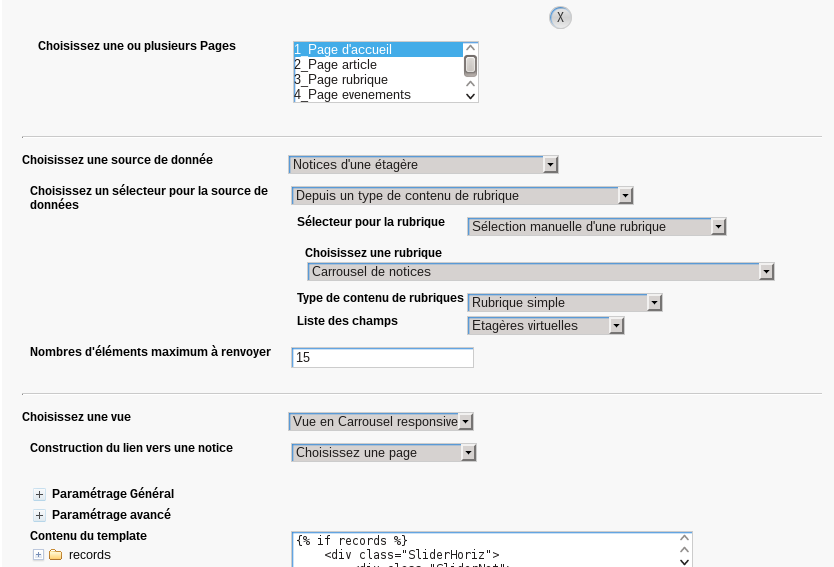 X
Choisissez une ou plusieurs Pages
1_Page d'accueil
2_Page article
3_Page rubrique
4_Page evenements
Choisissez une source de donnée
Notices d'une étagère
Choisissez un sélecteur pour la source de
données
Depuis un type de contenu de rubrique
Sélecteur pour la rubrique
Sélection manuelle d'une rubrique
Choisissez une rubrique
Carrousel de notices
Type de contenu de rubriques
Rubrique simple
Liste des champs
Etagères virtuelles
Nombres d'éléments maximum à renvoyer
15
Choisissez une vue
Vue en Carrousel responsive
Construction du lien vers une notice
Choisissez une page
Paramétrage Général
Paramétrage avancé
Contenu du template
records
{% if records %}
<div class="SliderHoriz">